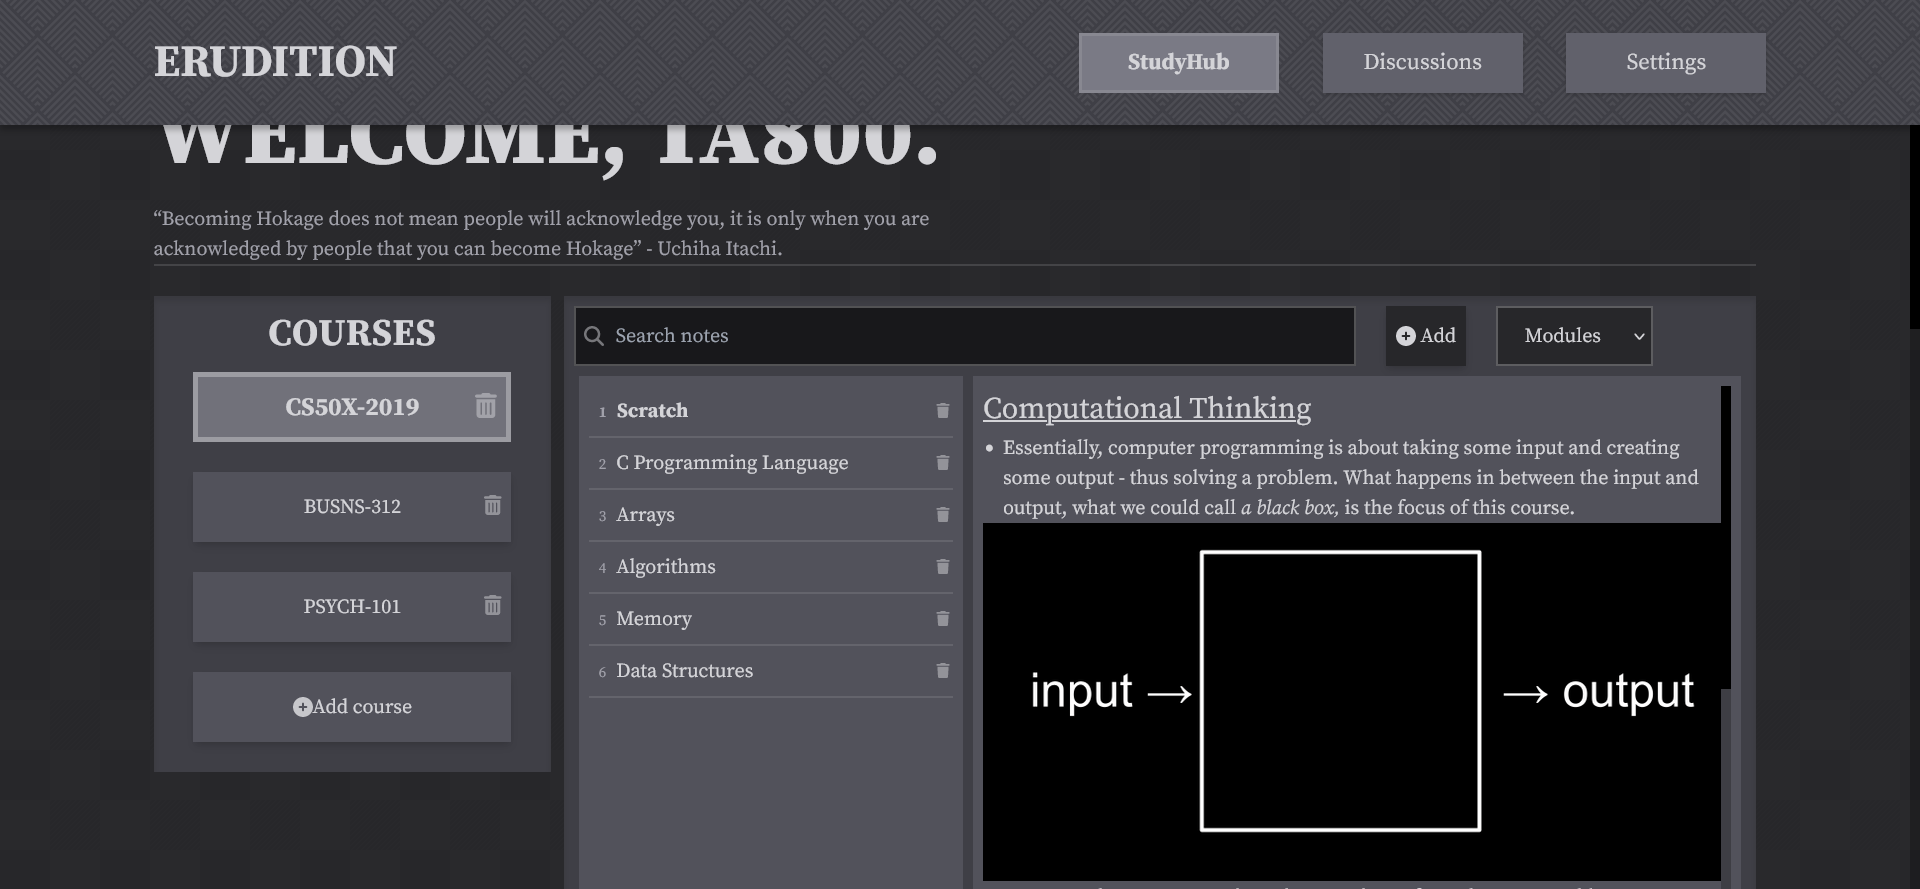 ERUDITION
StudyHub
Discussions
Settings
WELCOME, TA800.
“Becoming Hokage does not mean people will acknowledge you, it is only when you are
acknowledged by people that you can become Hokage” - Uchiha Itachi.
COURSES
CS50X-2019
BUSNS-312
PSYCH-101
Add course
Search notes
Add
Modules
1 Scratch
2 C Programming Language
3 Arrays
4 Algorithms
5 Memory
6 Data Structures
Computational Thinking
• Essentially, computer programming is about taking some input and creating
some output - thus solving a problem. What happens in between the input and
output, what we could call a black box, is the focus of this course.
input →
→ output